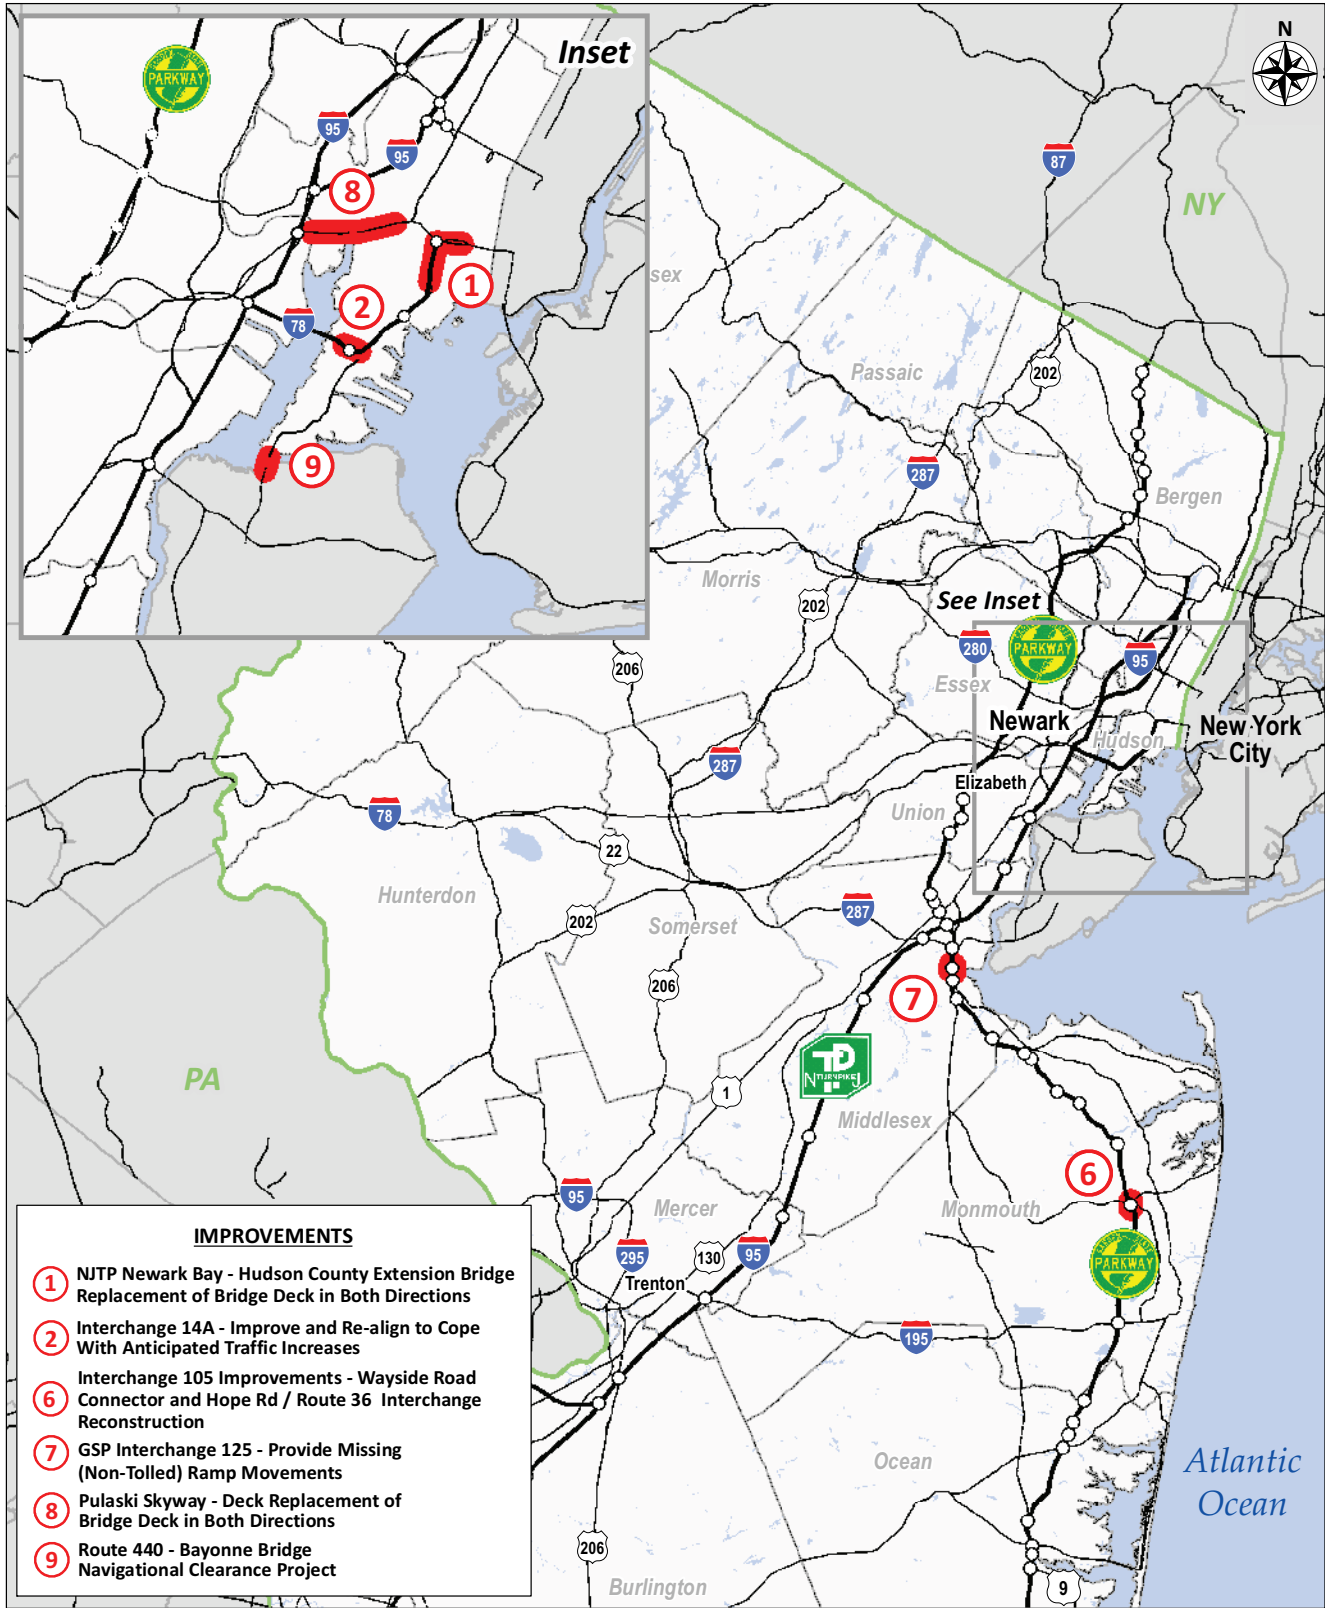 Inset
PARKWAY
95
95
8
1
2
78
9
N
87
NY
sex
Passaic
202
287
Bergen
Morris
202
See Inset
280
PARKWAY
95
Essex
206
Newark
Hudson
New York
City
287
Elizabeth
78
Union
22
Hunterdon
287
202
Somerset
206
7
TP
N TURNPIKE J
PA
1
Middlesex
6
95
Mercer
Monmouth
295
130
95
PARKWAY
Trenton
195
Ocean
Atlantic
Ocean
206
9
Burlington
IMPROVEMENTS
1 NJTP Newark Bay - Hudson County Extension Bridge
Replacement of Bridge Deck in Both Directions
2 Interchange 14A - Improve and Re-align to Cope
With Anticipated Traffic Increases
6 Interchange 105 Improvements - Wayside Road
Connector and Hope Rd / Route 36 Interchange
Reconstruction
7 GSP Interchange 125 - Provide Missing
(Non-Tolled) Ramp Movements
8 Pulaski Skyway - Deck Replacement of
Bridge Deck in Both Directions
9 Route 440 - Bayonne Bridge
Navigational Clearance Project